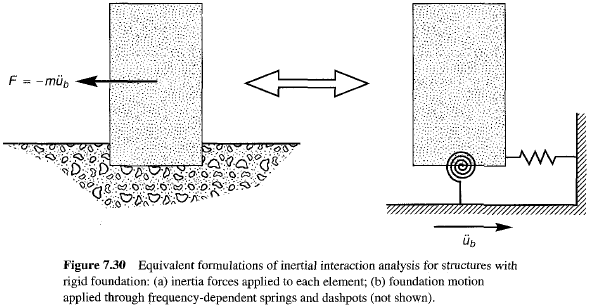 F = -mü_b
ü_b
Figure 7.30 Equivalent formulations of inertial interaction analysis for structures with
rigid foundation: (a) inertia forces applied to each element; (b) foundation motion
applied through frequency-dependent springs and dashpots (not shown).